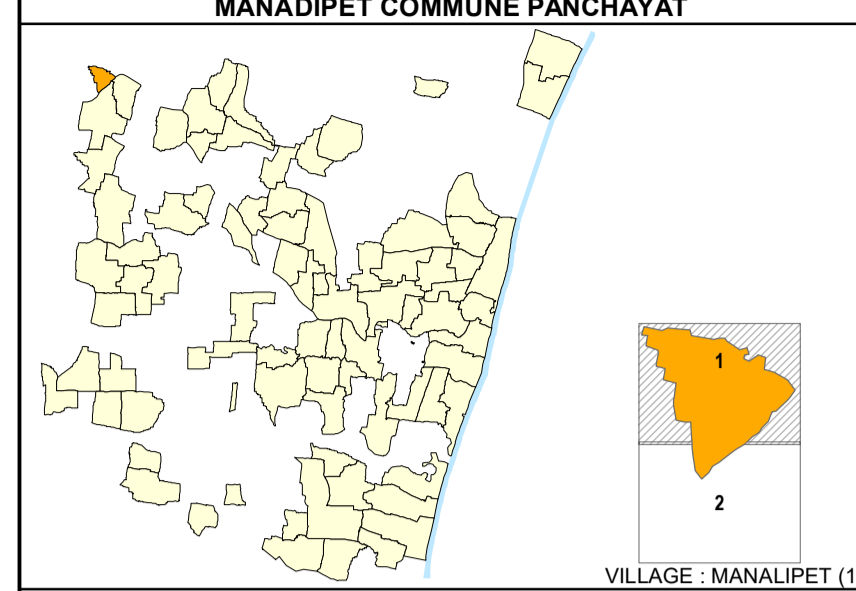 MANADIPET COMMUNE PANCHAYAT
1
2
VILLAGE : MANALIPET (1